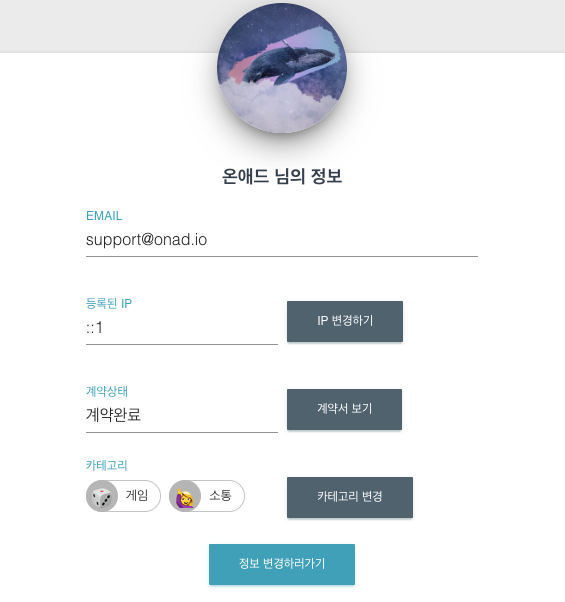 온애드 님의 정보
EMAIL
support@onad.io
등록된 IP
::1
IP 변경하기
계약상태
계약완료
계약서 보기
카테고리
게임
소통
카테고리 변경
정보 변경하러가기